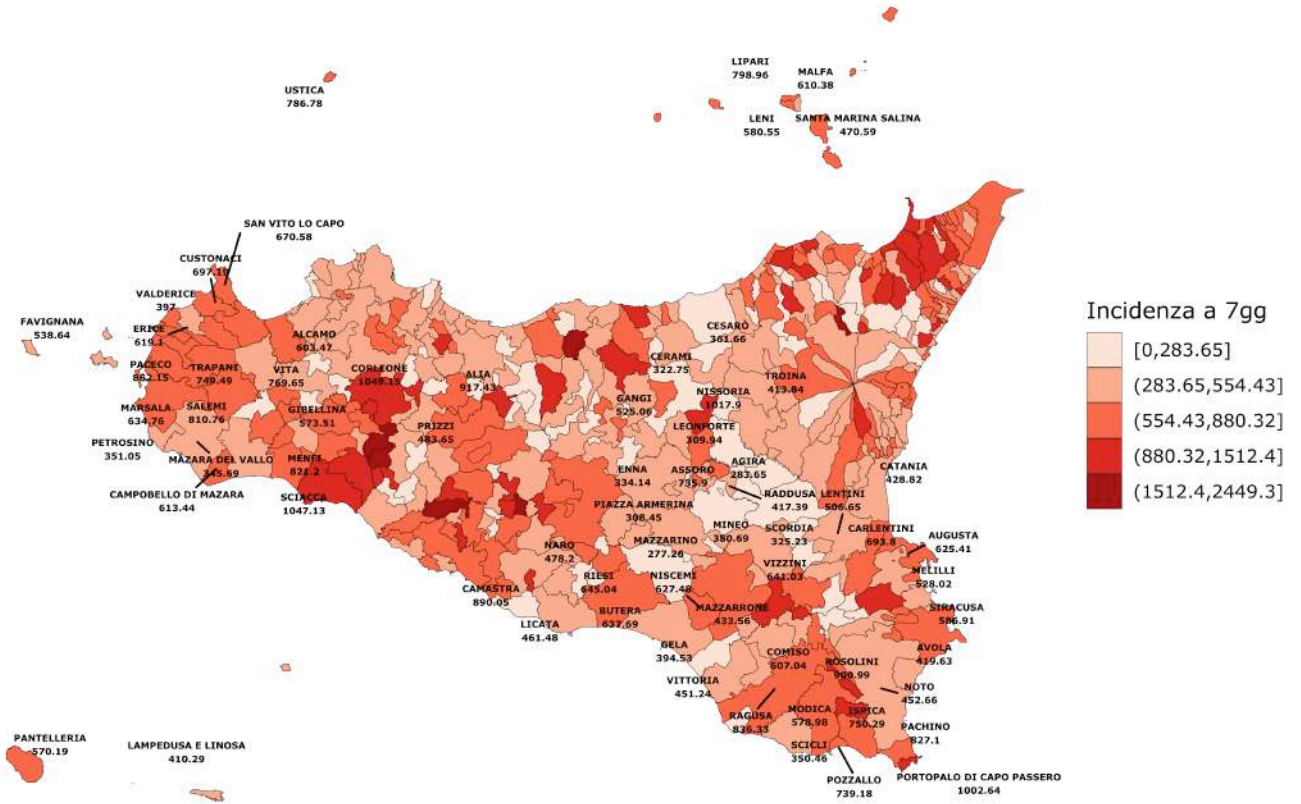 LIPARI
798.96
MALFA
610.38
USTICA
786.78
LENI
580.55
SANTA MARINA SALINA
470.59
SAN VITO LO CAPO
670.58
CUSTONACI
697.19
VALDERICE
397
FAVIGNANA
538.64
ERICE
619.1
ALCAMO
603.47
CESARÒ
361.66
PACECO
862.15
TRAPANI
749.49
VITA
769.65
CORLEONE
1049.15
ALIA
917.43
CERAMI
322.75
TROINA
413.84
NISSORIA
1017.9
GANGI
525.06
MARSALA
634.76
SALEMI
810.76
GIBELLINA
573.51
PRIZZI
483.65
LEONFORTE
309.94
PETROSINO
351.05
MAZARA DEL VALLO
345.69
MENFI
821.2
ENNA
334.14
ASSORO
735.9
AGIRA
283.65
CATANIA
428.82
CAMPOBELLO DI MAZARA
613.44
SCIACCA
1047.13
RADDUSA
417.39
LENTINI
506.65
PIAZZA ARMERINA
308.45
MINEO
380.69
SCORDIA
325.23
CARLENTINI
693.8
AUGUSTA
625.41
MAZZARINO
277.26
NARO
478.2
VIZZINI
641.03
MELILLI
528.02
RIESI
645.04
NISCEMI
627.48
CAMASTRA
890.05
BUTERA
637.69
MAZZARRONE
433.56
SIRACUSA
586.91
LICATA
461.48
GELA
394.53
COMISO
607.04
ROSOLINI
900.99
AVOLA
419.63
VITTORIA
451.24
NOTO
452.66
RAGUSA
836.33
MODICA
578.98
ISPICA
750.29
PACHINO
827.1
SCICLI
350.46
PANTELLERIA
570.19
LAMPEDUSA E LINOSA
410.29
POZZALLO
739.18
PORTOPALO DI CAPO PASSERO
1002.64
Incidenza a 7gg
[0,283.65]
(283.65,554.43]
(554.43,880.32]
(880.32,1512.4]
(1512.4,2449.3]